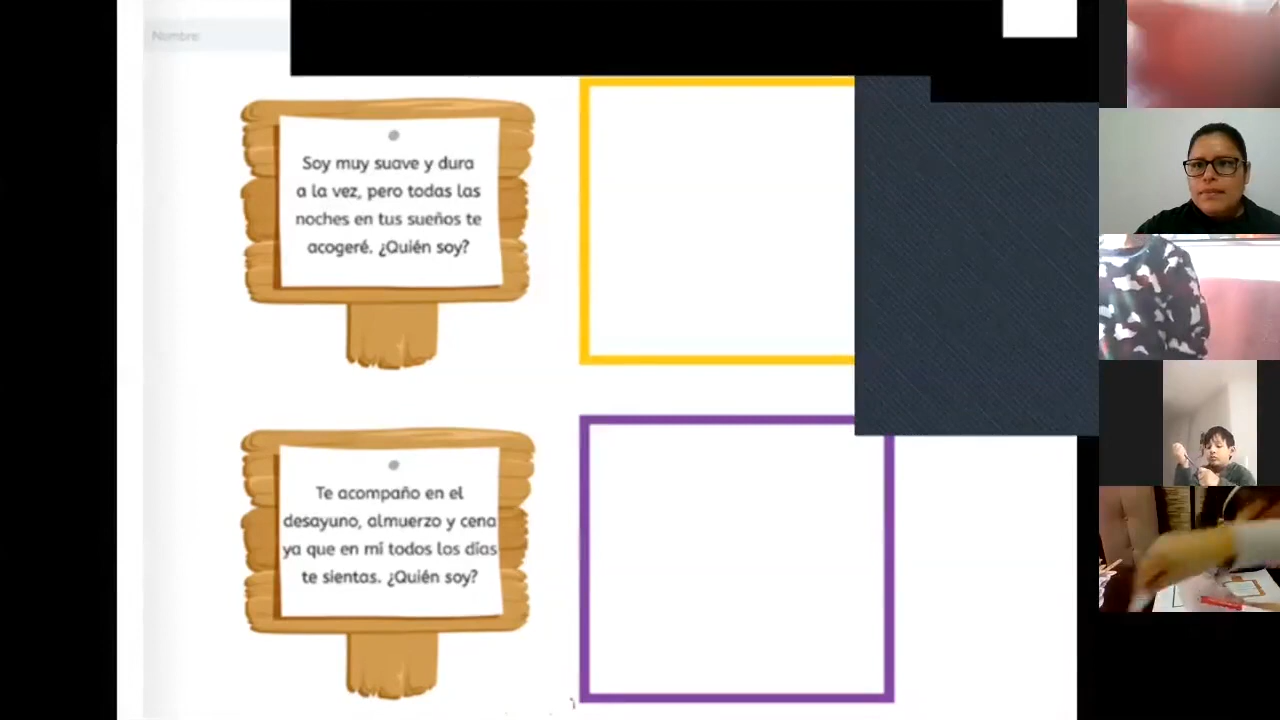 Nombre:
Soy muy suave y dura
a la vez, pero todas las
noches en tus sueños te
acogeré. ¿Quién soy?
Te acompaño en el
desayuno, almuerzo y cena
ya que en mí todos los días
te sientas. ¿Quién soy?